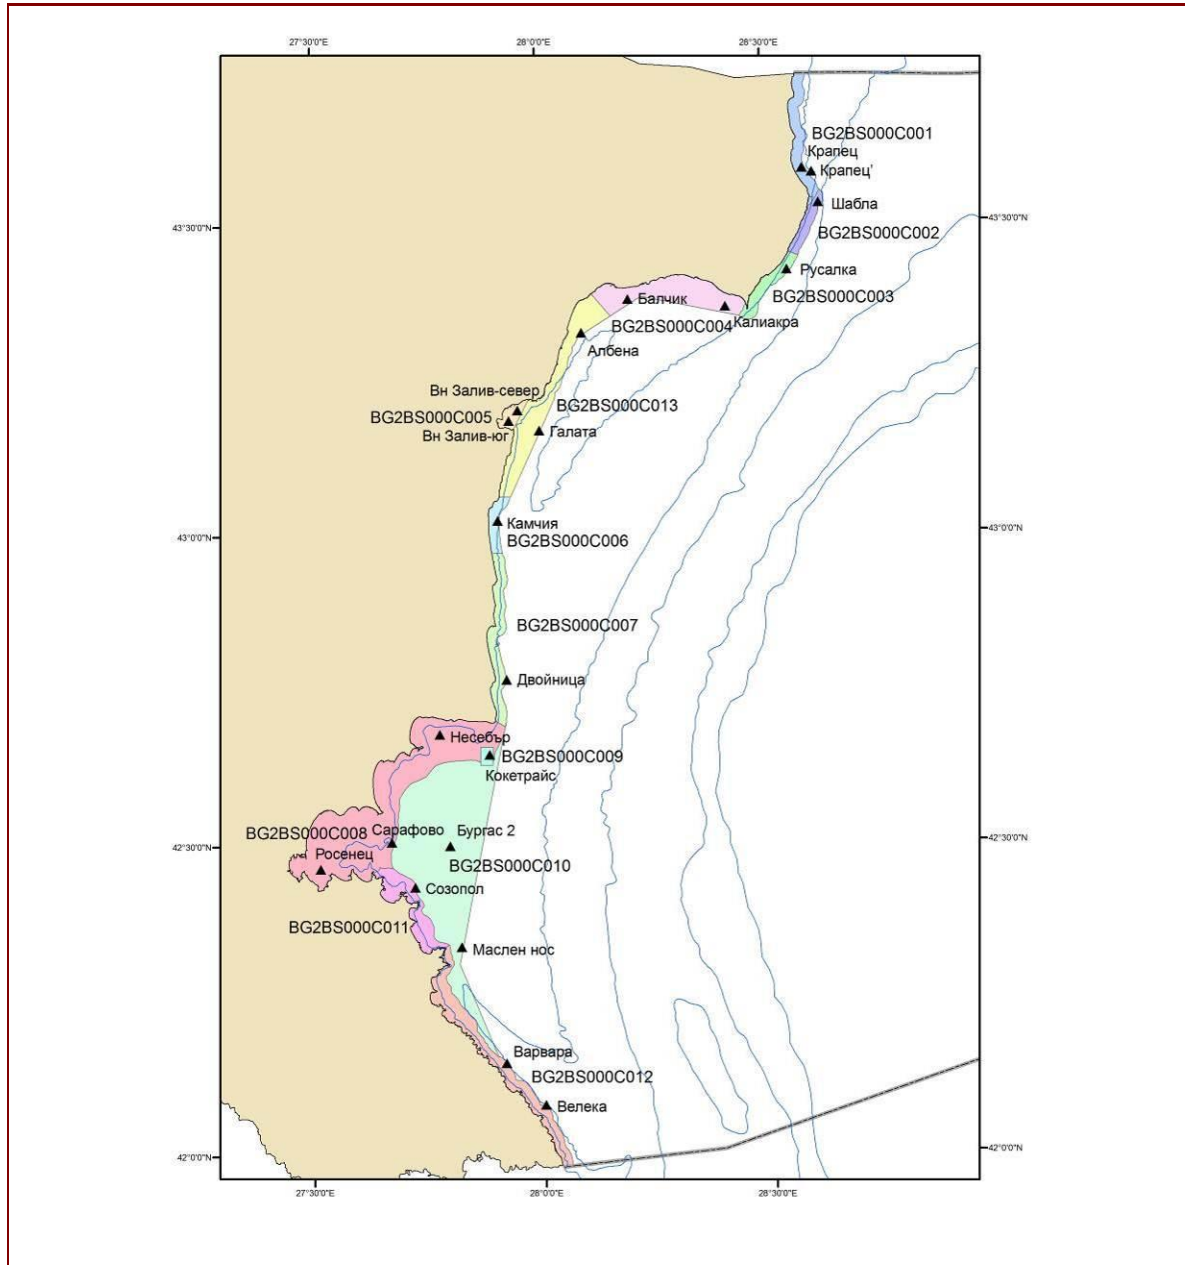 27°30'0"E
28°0'0"E
28°30'0"E
BG2BS000C001
Крапец
Крапец'
Шабла
43°30'0"N
43°30'0"N
BG2BS000C002
Русалка
BG2BS000C003
Балчик
Калиакра
BG2BS000C004
Албена
Вн Залив-север
BG2BS000C013
BG2BS000C005
Вн Залив-юг
Галата
Камчия
43°0'0"N
43°0'0"N
BG2BS000C006
BG2BS000C007
Двойница
Несебър
BG2BS000C009
Кокетрайс
BG2BS000C008
Сарафово
Бургас 2
42°30'0"N
42°30'0"N
Росенец
BG2BS000C010
Созопол
BG2BS000C011
Маслен нос
Варвара
BG2BS000C012
Велека
42°0'0"N
42°0'0"N
27°30'0"E
28°0'0"E
28°30'0"E